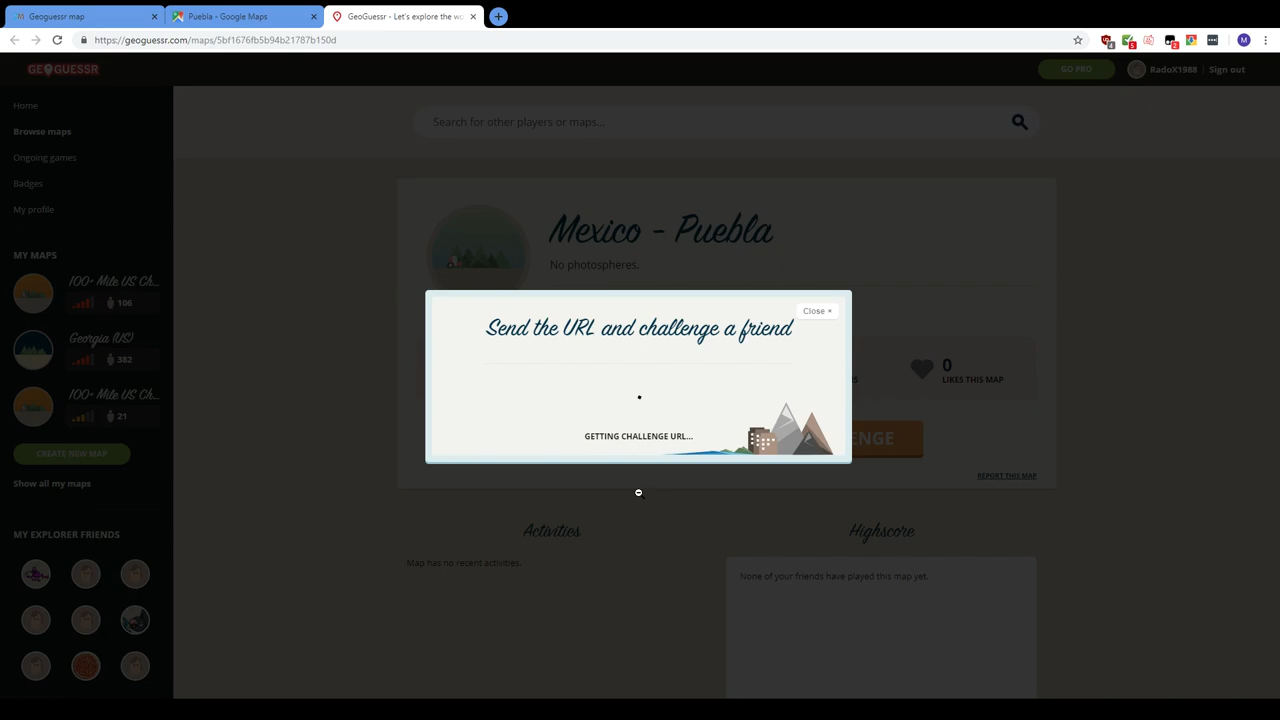 Geoguessr map
Puebla - Google Maps
GeoGuessr - Let's explore the wo
https://geoguessr.com/maps/5bf1676fb5b94b21787b150d
4
5
2
M
GEOGUESSR
GO PRO
RadoX1988
Sign out
Home
Browse maps
Ongoing games
Badges
My profile
Search for other players or maps...
Mexico - Puebla
No photospheres.
MY MAPS
100+ Mile US Ch...
106
Georgia (US)
382
100+ Mile US Ch...
21
CREATE NEW MAP
Show all my maps
MY EXPLORER FRIENDS
Close ×
Send the URL and challenge a friend
GETTING CHALLENGE URL...
0
LIKES THIS MAP
ENGE
REPORT THIS MAP
Activities
Map has no recent activities.
Highscore
None of your friends have played this map yet.